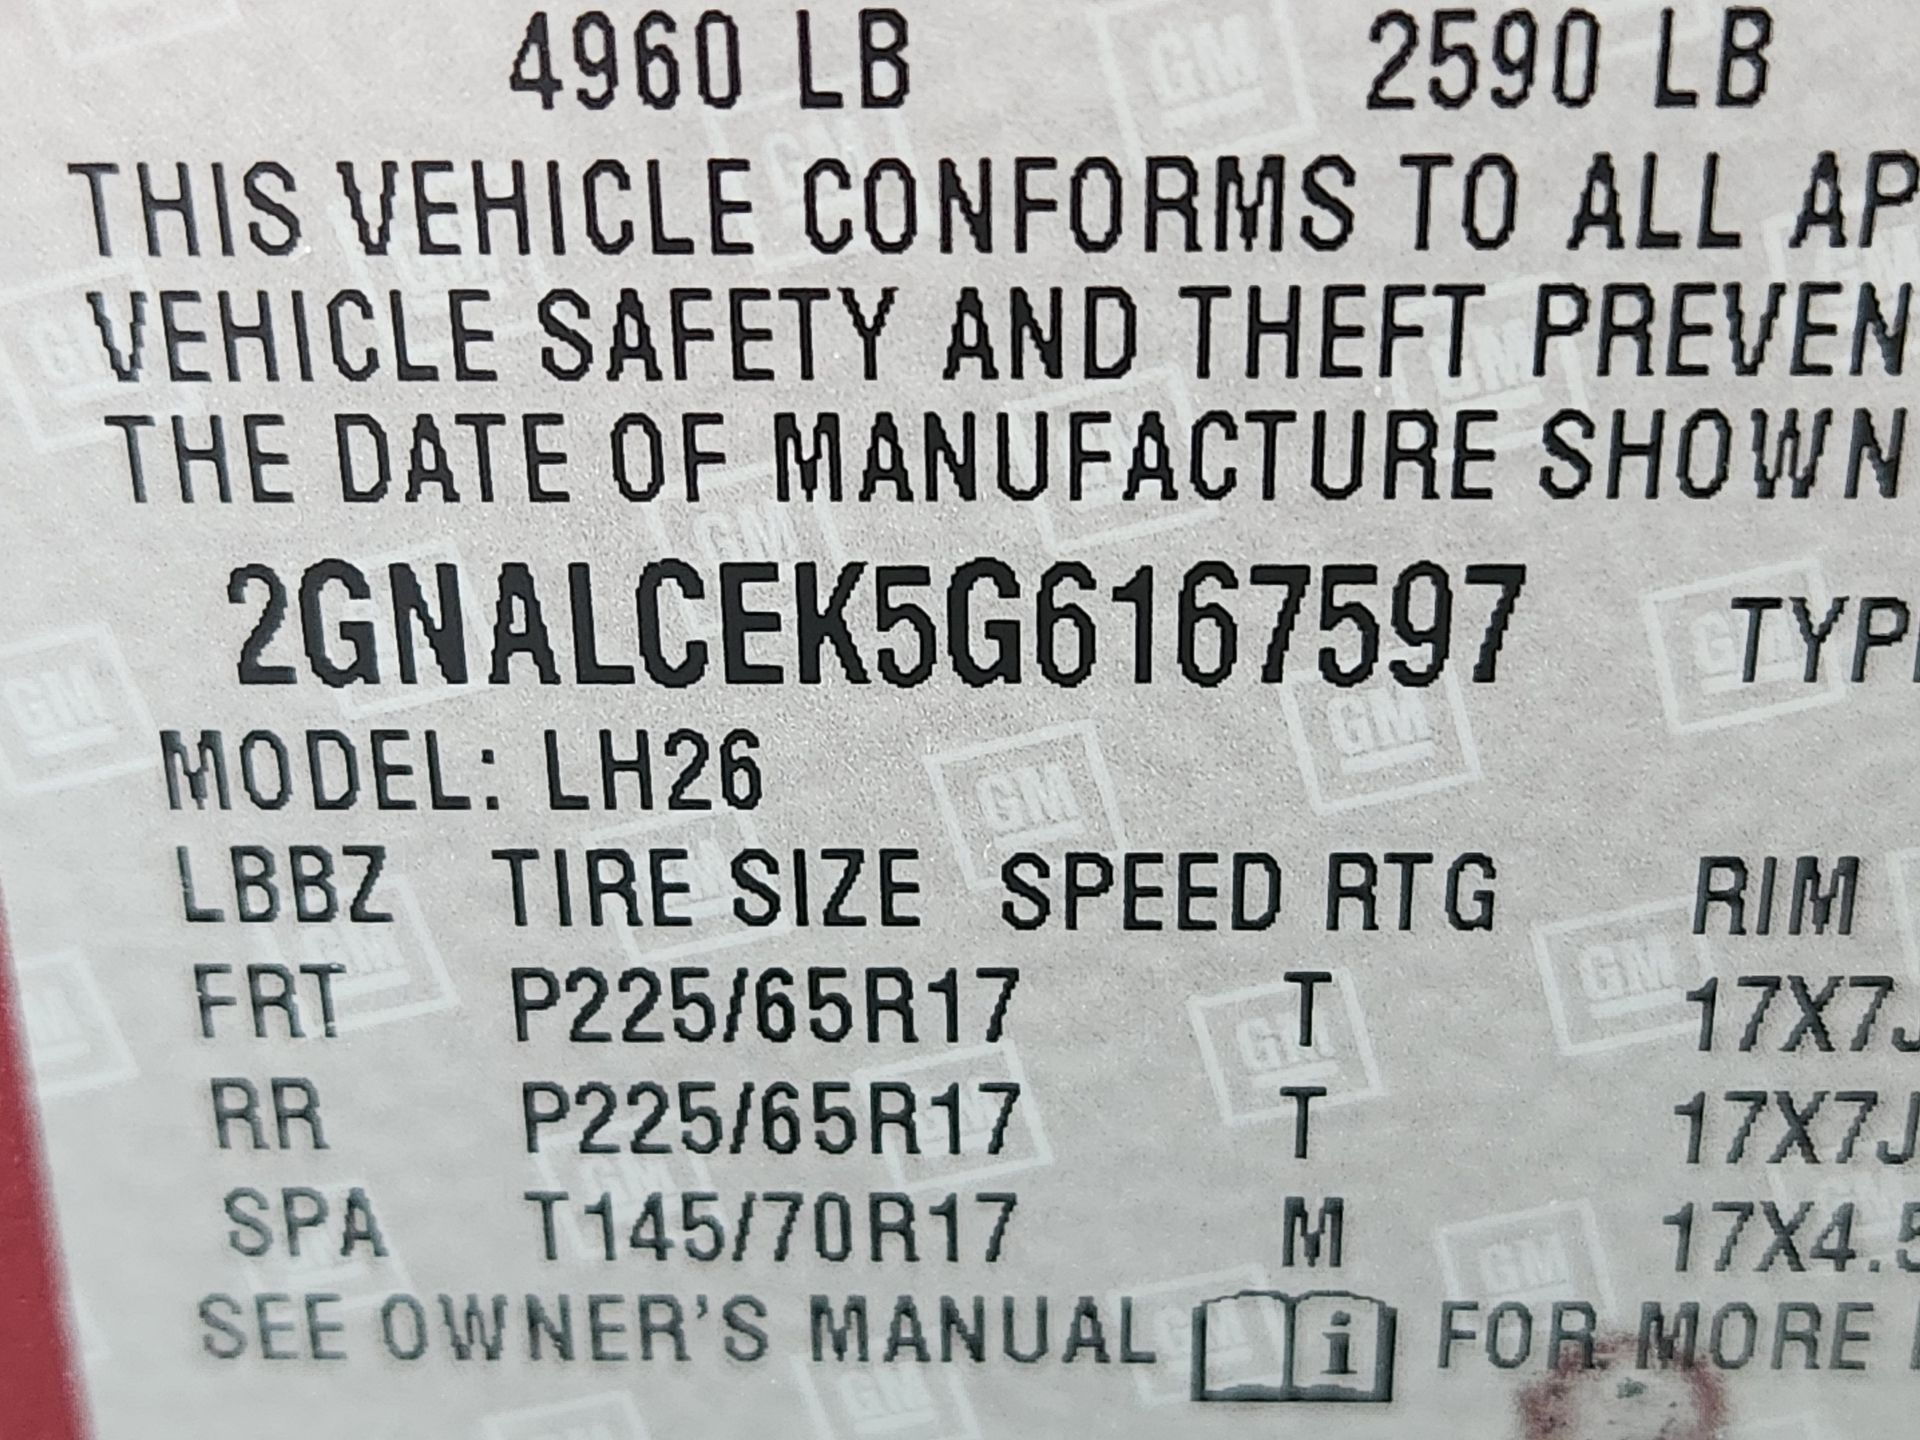 4960 LB 2590 LB
THIS VEHICLE CONFORMS TO ALL AP
VEHICLE SAFETY AND THEFT PREVEN
THE DATE OF MANUFACTURE SHOWN
2GNALCEK5G6167597 TYP
MODEL: LH26
LBBZ TIRE SIZE SPEED RTG RIM
FRT P225/65R17 T 17X7J
RR P225/65R17 T 17X7J
SPA T145/70R17 M 17X4.5
SEE OWNER'S MANUAL i FOR MORE